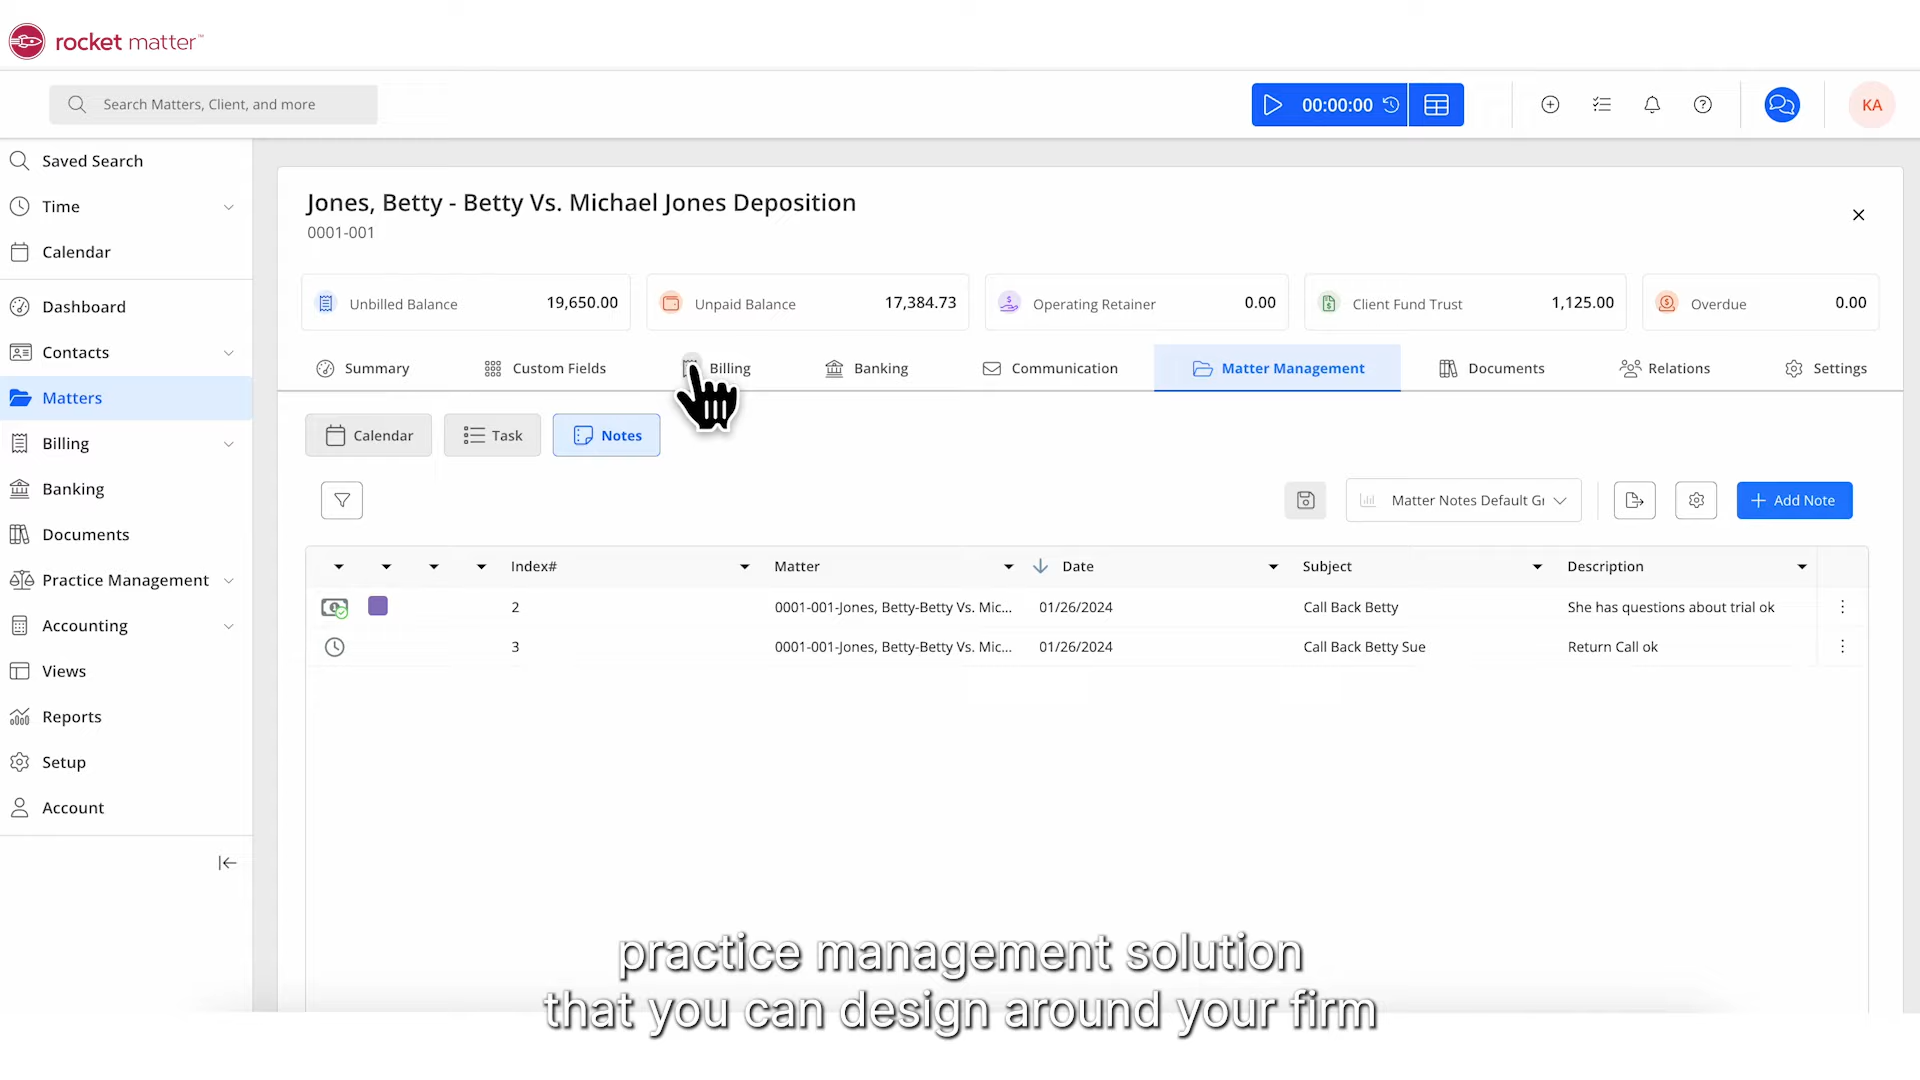 rocket matter™
Search Matters, Client, and more
00:00:00
KA
Saved Search
Time
Calendar
Dashboard
Contacts
Matters
Billing
Banking
Documents
Practice Management
Accounting
Views
Reports
Setup
Account
Jones, Betty - Betty Vs. Michael Jones Deposition
0001-001
Unbilled Balance 19,650.00
Unpaid Balance 17,384.73
Operating Retainer 0.00
Client Fund Trust 1,125.00
Overdue 0.00
Summary Custom Fields Billing Banking Communication Matter Management Documents Relations Settings
Calendar Task Notes
Matter Notes Default Gr
Add Note
Index# Matter Date Subject Description
2 0001-001-Jones, Betty-Betty Vs. Mic... 01/26/2024 Call Back Betty She has questions about trial ok
3 0001-001-Jones, Betty-Betty Vs. Mic... 01/26/2024 Call Back Betty Sue Return Call ok
practice management solution
that you can design around your firm